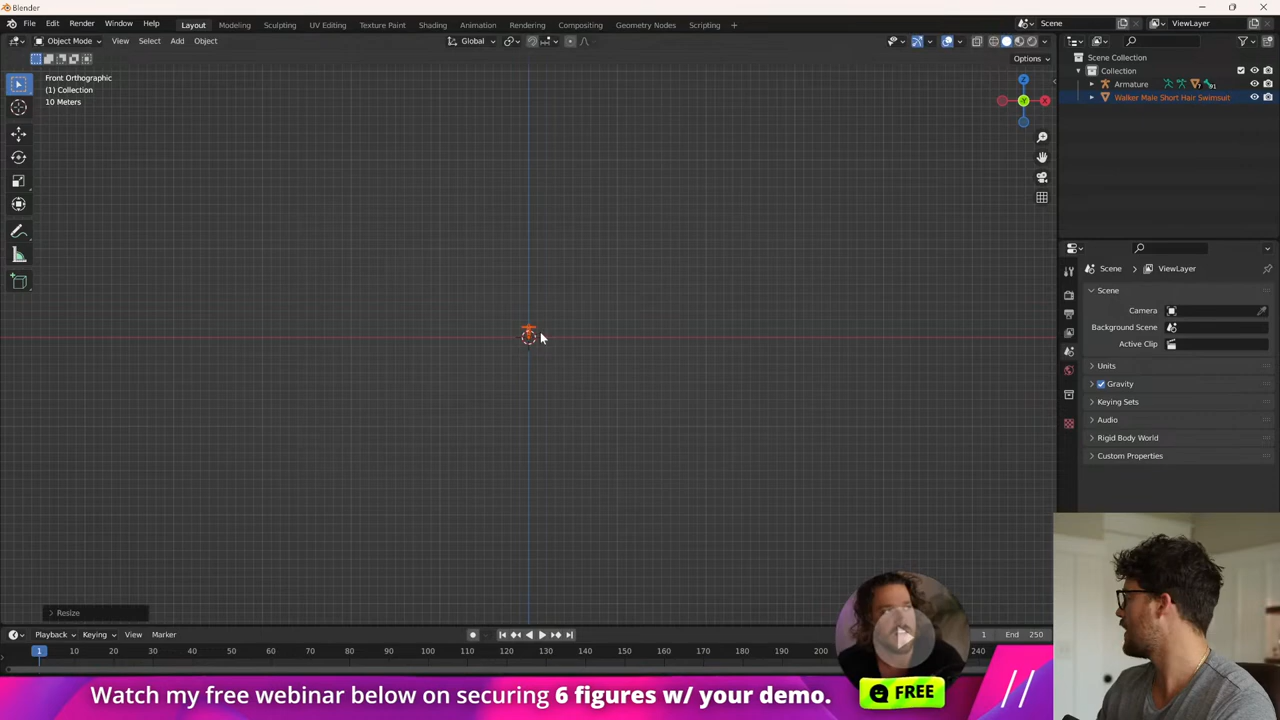 Blender
File Edit Render Window Help
Layout Modeling Sculpting UV Editing Texture Paint Shading Animation Rendering Compositing Geometry Nodes Scripting +
Scene ViewLayer
Object Mode View Select Add Object Global
Options
Front Orthographic
(1) Collection
10 Meters
Z
Y
X
Scene Collection
Collection
Armature 7 91
Walker Male Short Hair Swimsuit
Scene ViewLayer
Scene
Camera
Background Scene
Active Clip
Units
Gravity
Keying Sets
Audio
Rigid Body World
Custom Properties
Resize
Playback Keying View Marker
1 End 250
1 10 20 30 40 50 60 70 80 90 100 110 120 130 140 150 160 170 180 190 200 240
Watch my free webinar below on securing 6 figures w/ your demo.
FREE
//